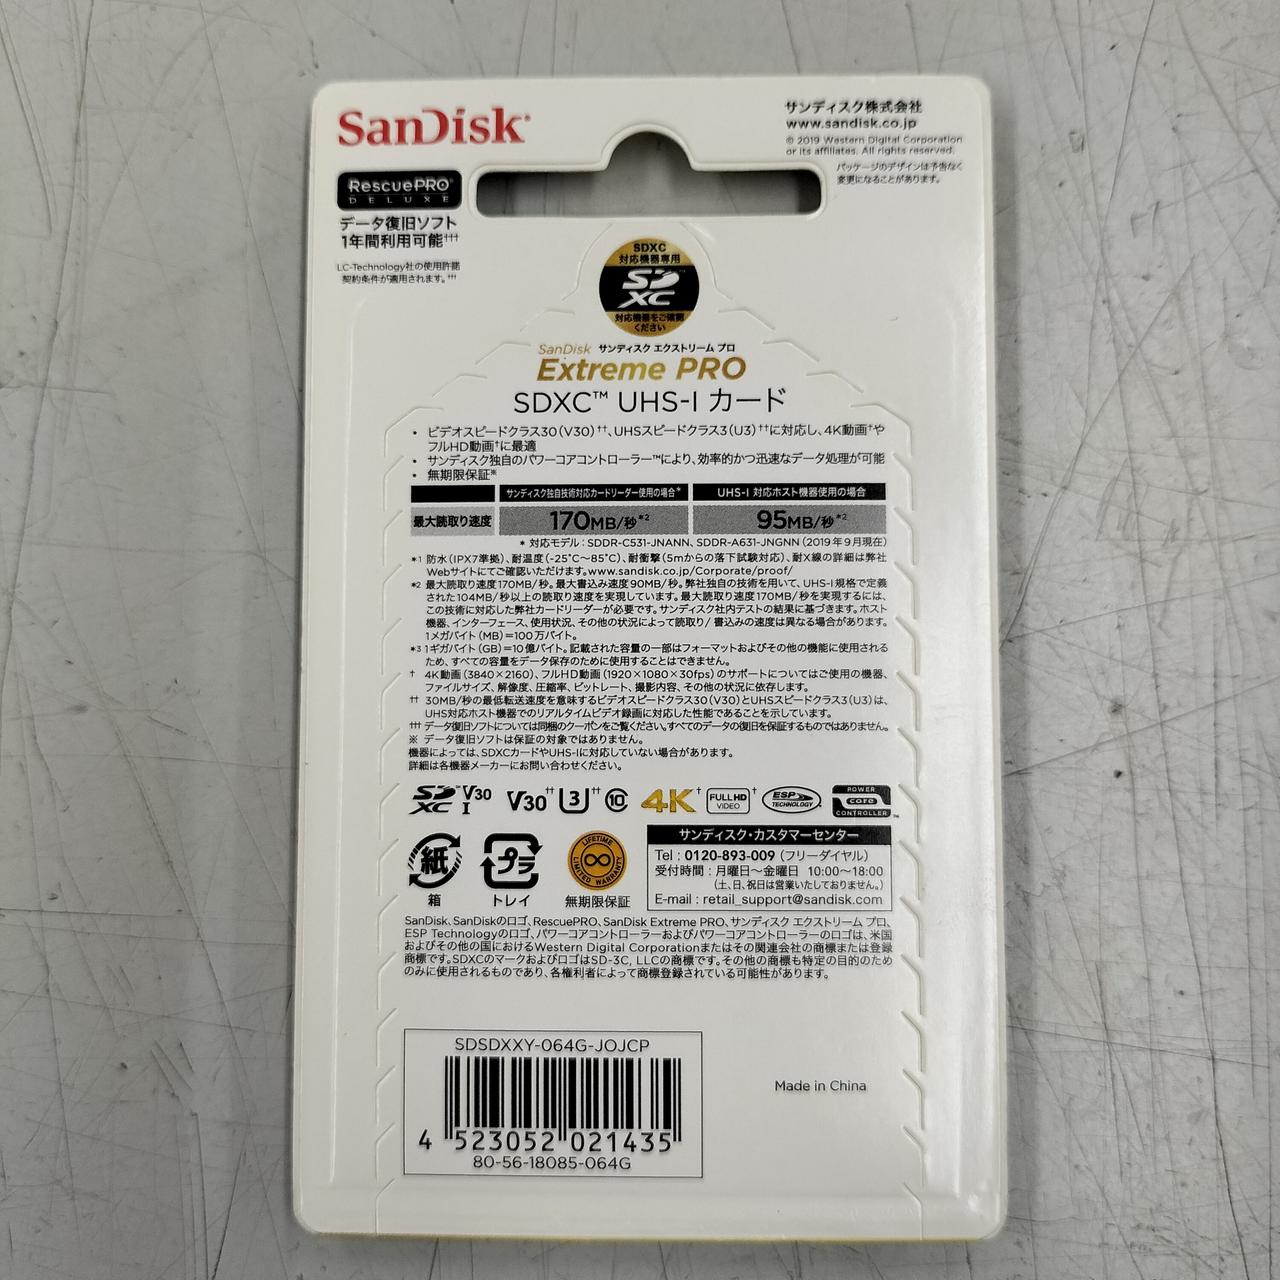 SanDisk
サンディスク株式会社
www.sandisk.co.jp
© 2019 Western Digital Corporation
or its affiliates. All rights reserved.
パッケージのデザインは予告なく
変更になることがあります。
RescuePRO
DELUXE
データ復旧ソフト
1年間利用可能†††
LC-Technology社の使用許諾
契約条件が適用されます。†††
SDXC
対応機器専用
SD
XC
対応機器をご確認
ください
SanDisk サンディスク エクストリーム プロ
Extreme PRO
SDXC™ UHS-I カード
• ビデオスピードクラス30(V30)††、UHSスピードクラス3(U3)††に対応し、4K動画†や
フルHD動画†に最適
• サンディスク独自のパワーコアコントローラー™により、効率的かつ迅速なデータ処理が可能
• 無期限保証※
サンディスク独自技術対応カードリーダー使用の場合*
UHS-I 対応ホスト機器使用の場合
最大読取り速度 170MB/秒*2 95MB/秒*2
* 対応モデル:SDDR-C531-JNANN、SDDR-A631-JNGNN(2019年9月現在)
*1 防水(IPX7準拠)、耐温度(-25°C～85°C)、耐衝撃(5mからの落下試験対応)、耐X線の詳細は弊社
Webサイトにてご確認いただけます。www.sandisk.co.jp/Corporate/proof/
*2 最大読取り速度170MB/秒。最大書込み速度90MB/秒。弊社独自の技術を用いて、UHS-I規格で定義
された104MB/秒以上の読取り速度を実現しています。最大読取り速度170MB/秒を実現するには、
この技術に対応した弊社カードリーダーが必要です。サンディスク社内テストの結果に基づきます。ホスト
機器、インターフェース、使用状況、その他の状況によって読取り/書込みの速度は異なる場合があります。
1メガバイト(MB)=100万バイト。
*3 1ギガバイト(GB)=10億バイト。記載された容量の一部はフォーマットおよびその他の機能に使用される
ため、すべての容量をデータ保存のために使用することはできません。
† 4K動画(3840×2160)、フルHD動画(1920×1080×30fps)のサポートについてはご使用の機器、
ファイルサイズ、解像度、圧縮率、ビットレート、撮影内容、その他の状況に依存します。
†† 30MB/秒の最低転送速度を意味するビデオスピードクラス30(V30)とUHSスピードクラス3(U3)は、
UHS対応ホスト機器でのリアルタイムビデオ録画に対応した性能であることを示しています。
††† データ復旧ソフトについては同梱のクーポンをご覧ください。すべてのデータの復旧を保証するものではありません。
※ データ復旧ソフトは保証の対象ではありません。
機器によっては、SDXCカードやUHS-Iに対応していない場合があります。
詳細は各機器メーカーにお問い合わせください。
SD XC V30 I V30†† U3†† 10 4K† FULL HD VIDEO† ESP TECHNOLOGY POWER core CONTROLLER™
紙
箱
プラ
トレイ
LIFETIME
LIMITED WARRANTY
無期限保証
サンディスク・カスタマーセンター
Tel : 0120-893-009(フリーダイヤル)
受付時間:月曜日～金曜日 10:00～18:00
(土、日、祝日は営業いたしておりません。)
E-mail : retail_support@sandisk.com
SanDisk、SanDiskのロゴ、RescuePRO、SanDisk Extreme PRO、サンディスク エクストリーム プロ、
ESP Technologyのロゴ、パワーコアコントローラーおよびパワーコアコントローラーのロゴは、米国
およびその他の国におけるWestern Digital Corporationまたはその関連会社の商標または登録
商標です。SDXCのマークおよびロゴはSD-3C, LLCの商標です。その他の商標も特定の目的のため
のみに使用されるものであり、各権利者によって商標登録されている可能性があります。
SDSDXXY-064G-JOJCP
4 523052 021435
80-56-18085-064G
Made in China